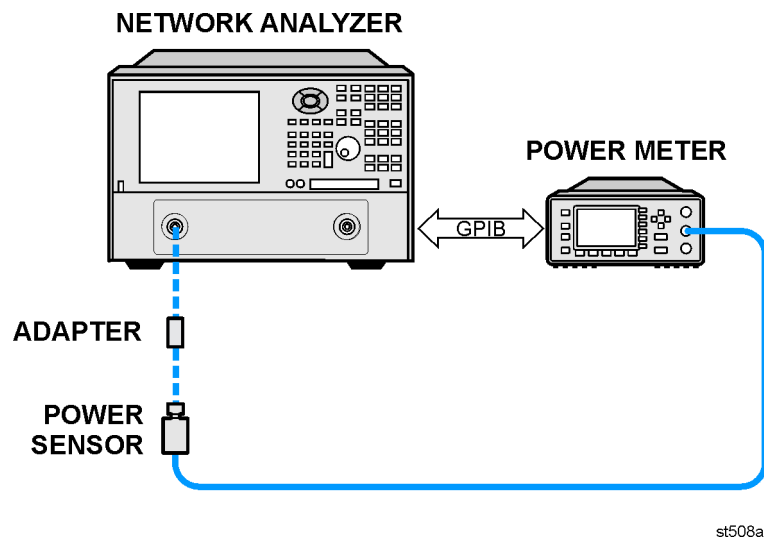 NETWORK ANALYZER
POWER METER
GPIB
ADAPTER
POWER
SENSOR
st508a